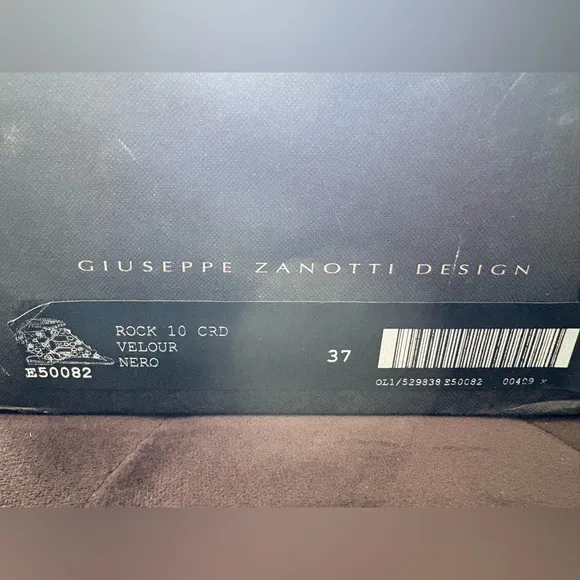 GIUSEPPE ZANOTTI DESIGN
ROCK 10 CRD
VELOUR
NERO
37
E50082
OL1/529838 E50082 00409 x